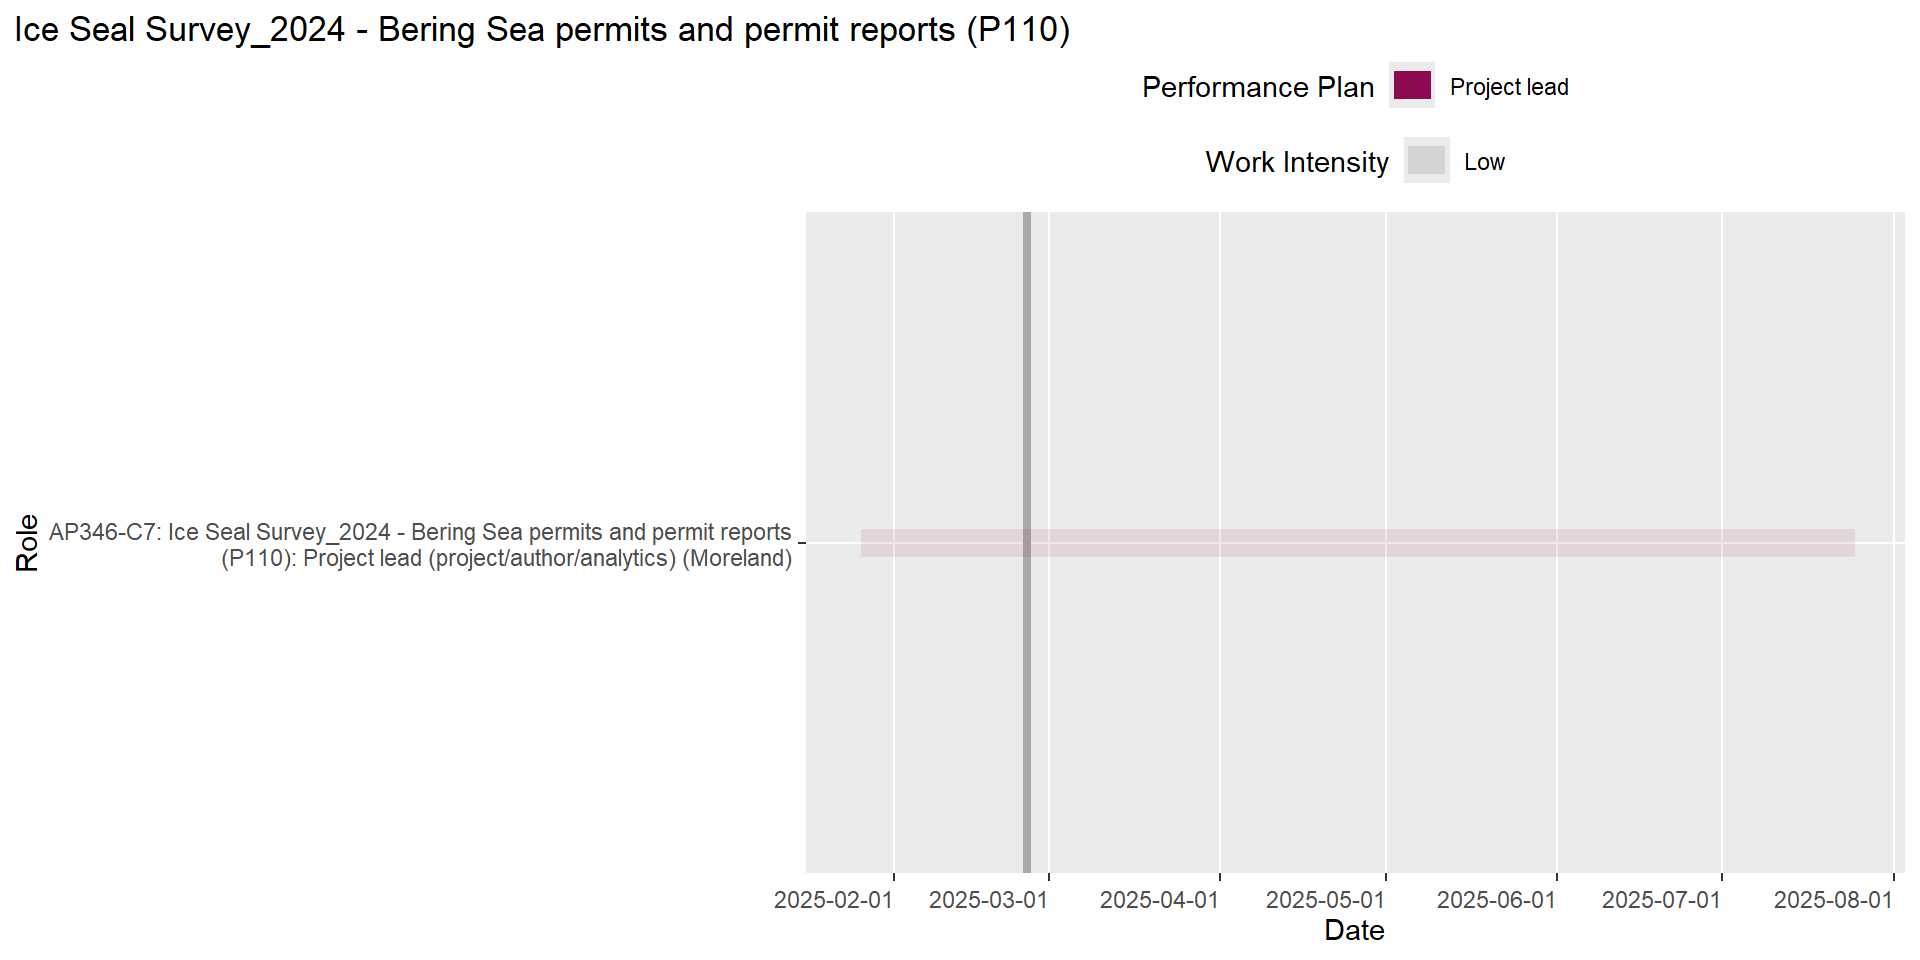 Ice Seal Survey_2024 - Bering Sea permits and permit reports (P110)
Performance Plan Project lead
Work Intensity Low
Role
AP346-C7: Ice Seal Survey_2024 - Bering Sea permits and permit reports
(P110): Project lead (project/author/analytics) (Moreland)
2025-02-01 2025-03-01 2025-04-01 2025-05-01 2025-06-01 2025-07-01 2025-08-01
Date